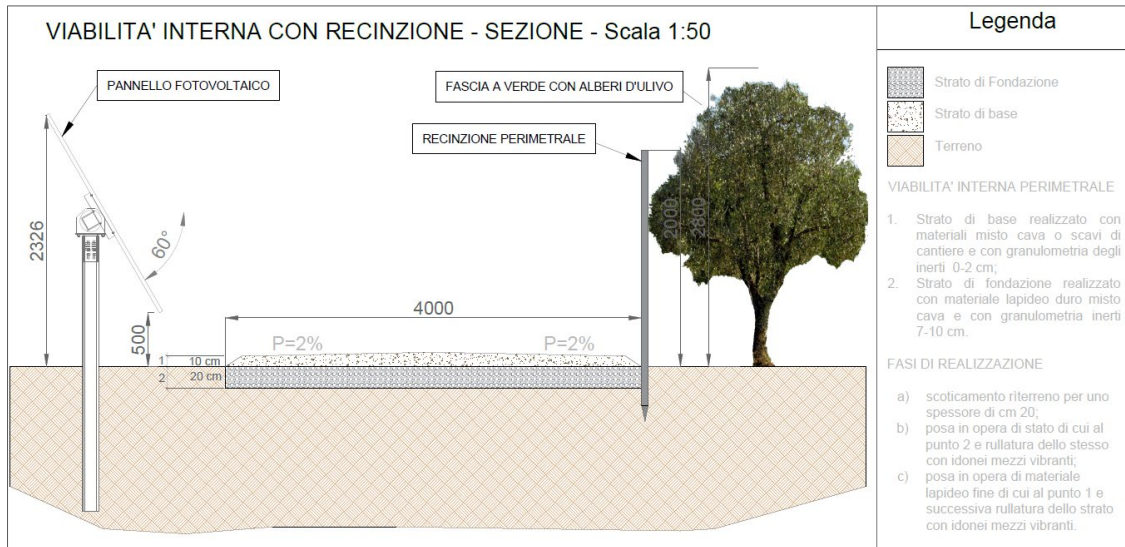 VIABILITA' INTERNA CON RECINZIONE - SEZIONE - Scala 1:50
PANNELLO FOTOVOLTAICO
FASCIA A VERDE CON ALBERI D'ULIVO
RECINZIONE PERIMETRALE
2326
60°
500
4000
2000
2800
P=2%
P=2%
1
10 cm
2
20 cm
Legenda
Strato di Fondazione
Strato di base
Terreno
VIABILITA' INTERNA PERIMETRALE
1. Strato di base realizzato con
materiali misto cava o scavi di
cantiere e con granulometria degli
inerti 0-2 cm;
2. Strato di fondazione realizzato
con materiale lapideo duro misto
cava e con granulometria inerti
7-10 cm.
FASI DI REALIZZAZIONE
a) scoticamento riterreno per uno
spessore di cm 20;
b) posa in opera di stato di cui al
punto 2 e rullatura dello stesso
con idonei mezzi vibranti;
c) posa in opera di materiale
lapideo fine di cui al punto 1 e
successiva rullatura dello strato
con idonei mezzi vibranti.